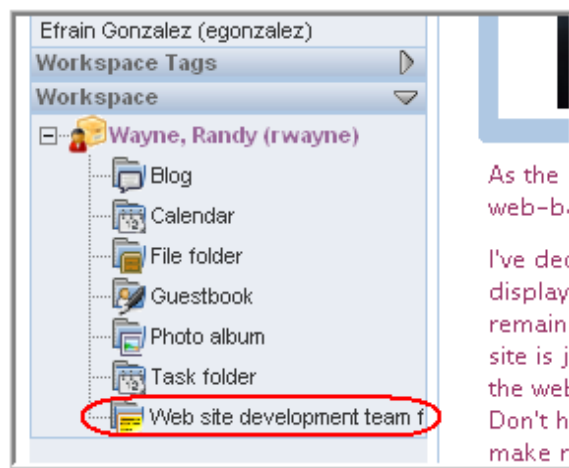 Efrain Gonzalez (egonzalez)
Workspace Tags
Workspace
Wayne, Randy (rwayne)
Blog
Calendar
File folder
Guestbook
Photo album
Task folder
Web site development team f
As the
web-ba
I've dec
display
remain
site is j
the wel
Don't h
make r